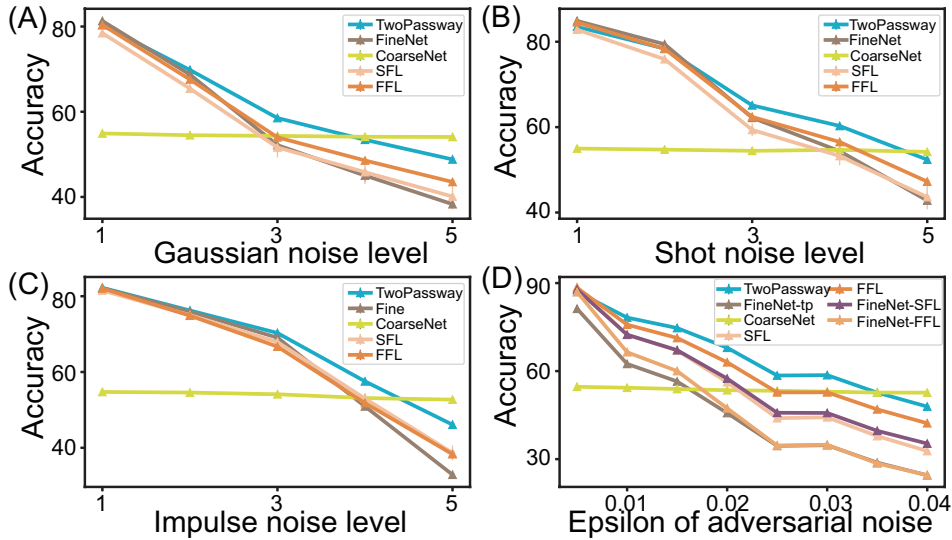 (A)
Accuracy
80
60
40
TwoPassway
FineNet
CoarseNet
SFL
FFL
1
3
5
Gaussian noise level
(B)
Accuracy
80
60
40
TwoPassway
FineNet
CoarseNet
SFL
FFL
1
3
5
Shot noise level
(C)
Accuracy
80
60
40
TwoPassway
Fine
CoarseNet
SFL
FFL
1
3
5
Impulse noise level
(D)
Accuracy
90
60
30
TwoPassway
FineNet-tp
CoarseNet
SFL
FFL
FineNet-SFL
FineNet-FFL
0.01
0.02
0.03
0.04
Epsilon of adversarial noise